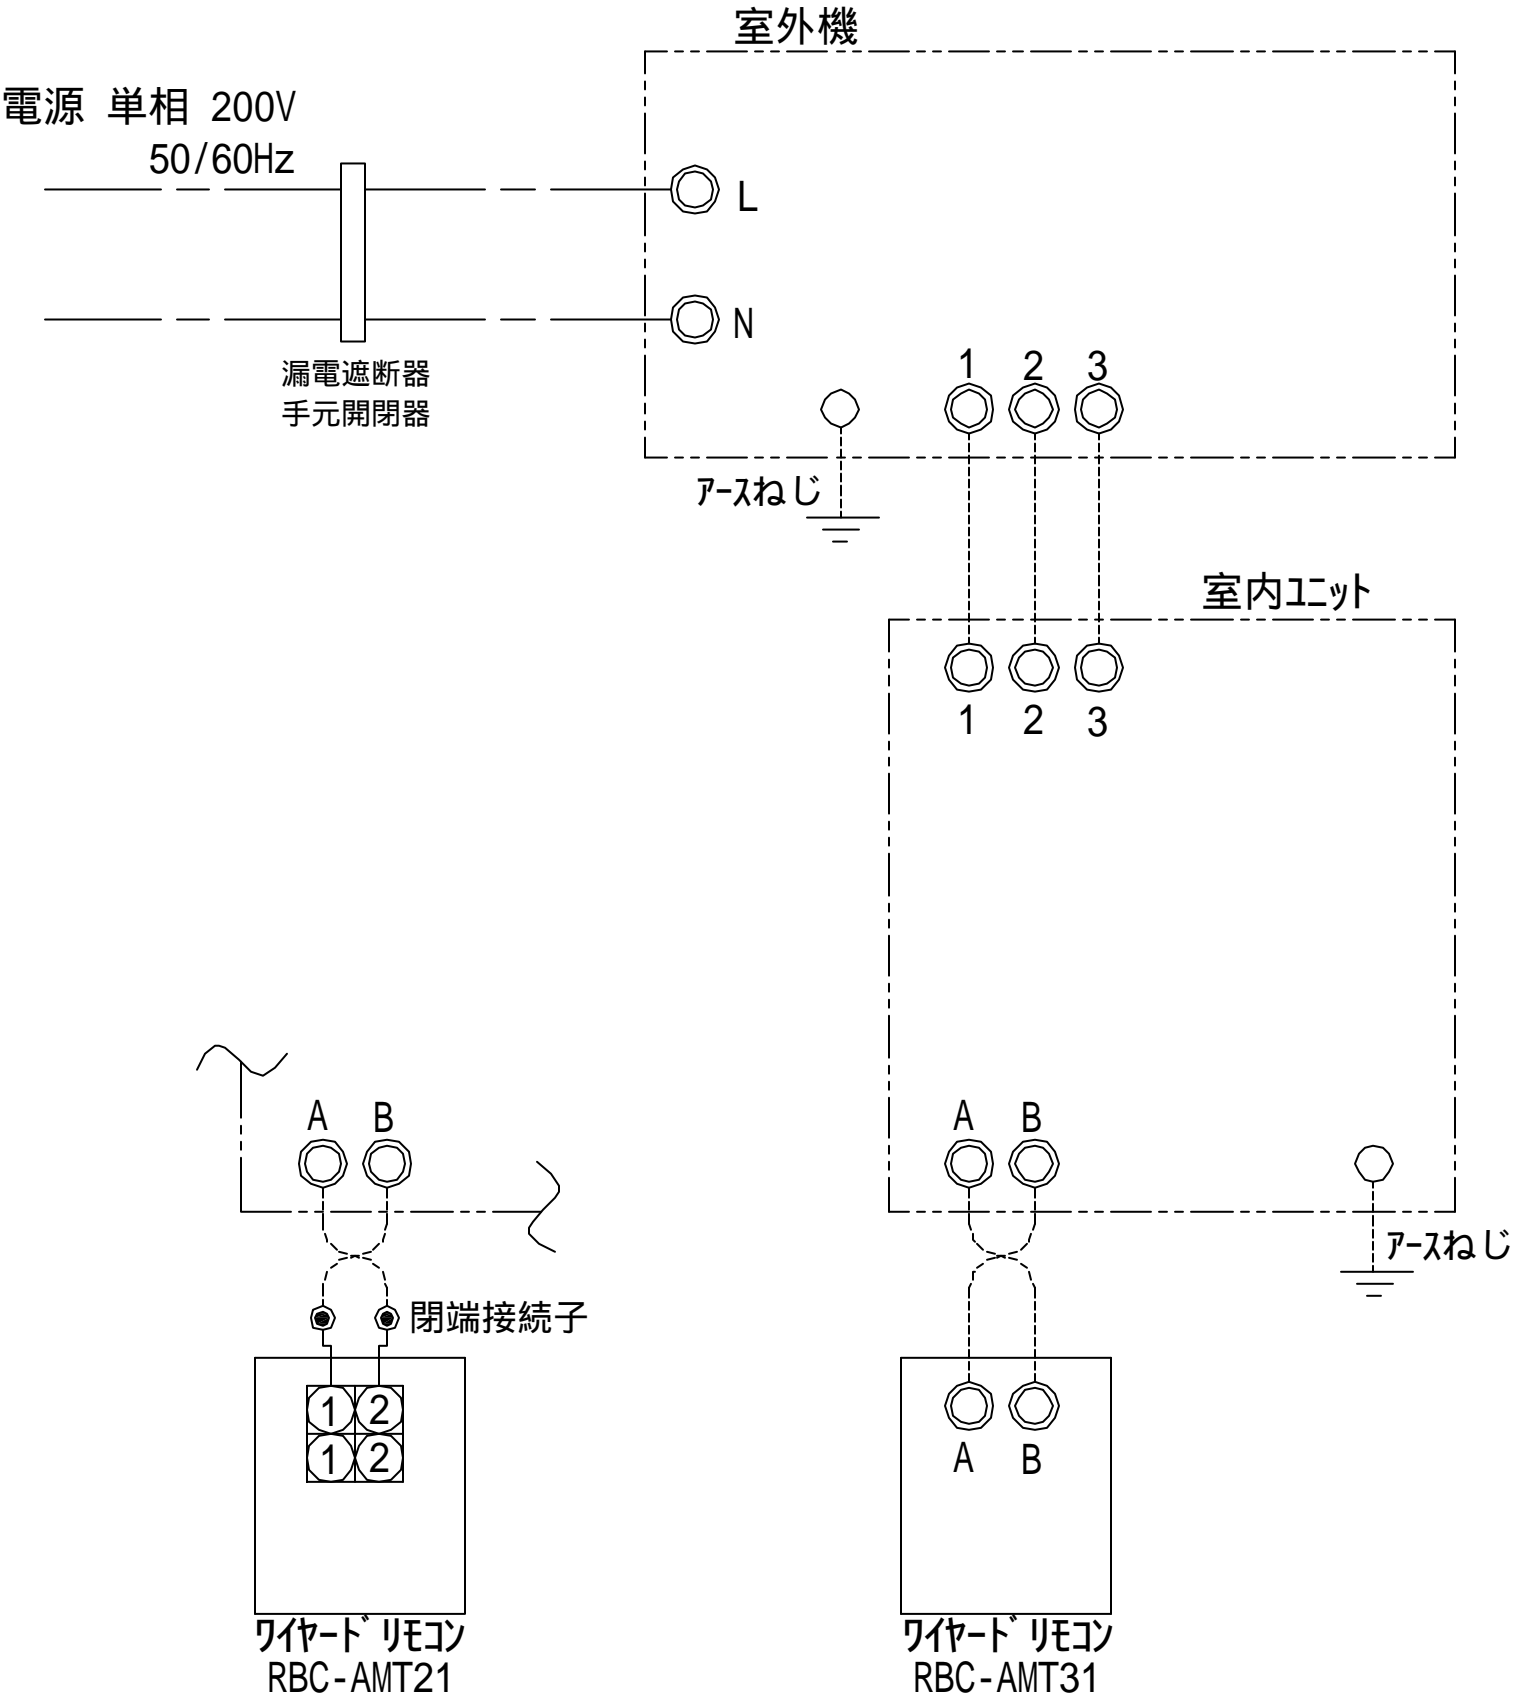 室外機
電源 単相 200V
50/60Hz
L
N
漏電遮断器
手元開閉器
1 2 3
ｱｰｽねじ
室内ﾕﾆｯﾄ
1 2 3
A B
A B
ｱｰｽねじ
閉端接続子
1 2
1 2
A B
ﾜｲﾔｰﾄﾞﾘﾓｺﾝ
RBC-AMT21
ﾜｲﾔｰﾄﾞﾘﾓｺﾝ
RBC-AMT31